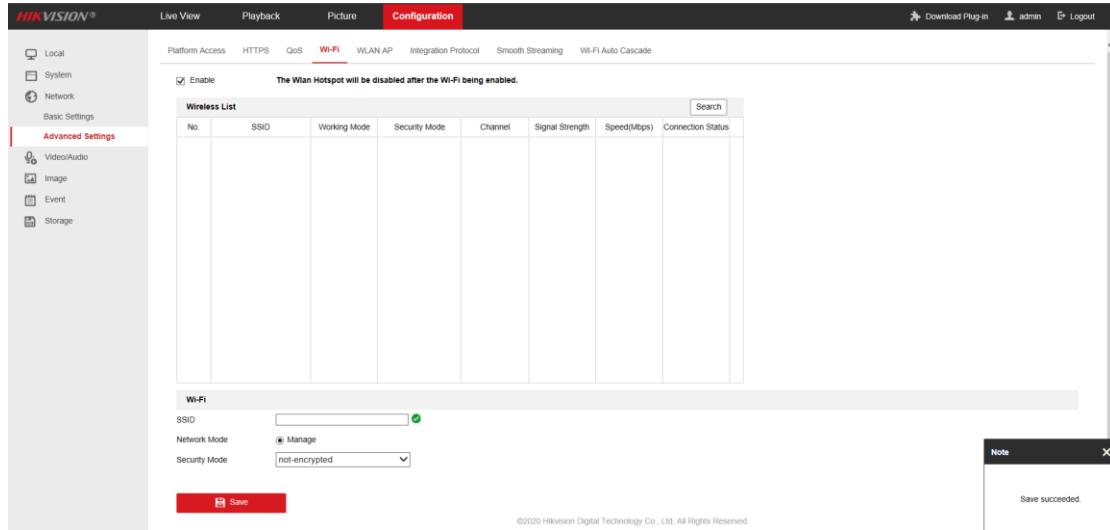 HIKVISION® Live View Playback Picture Configuration Download Plug-in admin Logout
Local
System
Network
Basic Settings
Advanced Settings
Video/Audio
Image
Event
Storage
Platform Access HTTPS QoS Wi-Fi WLAN AP Integration Protocol Smooth Streaming Wi-Fi Auto Cascade
Enable The Wlan Hotspot will be disabled after the Wi-Fi being enabled.
Wireless List Search
No. SSID Working Mode Security Mode Channel Signal Strength Speed(Mbps) Connection Status
Wi-Fi
SSID
Network Mode Manage
Security Mode not-encrypted
Save
Note X
Save succeeded.
©2020 Hikvision Digital Technology Co., Ltd. All Rights Reserved.